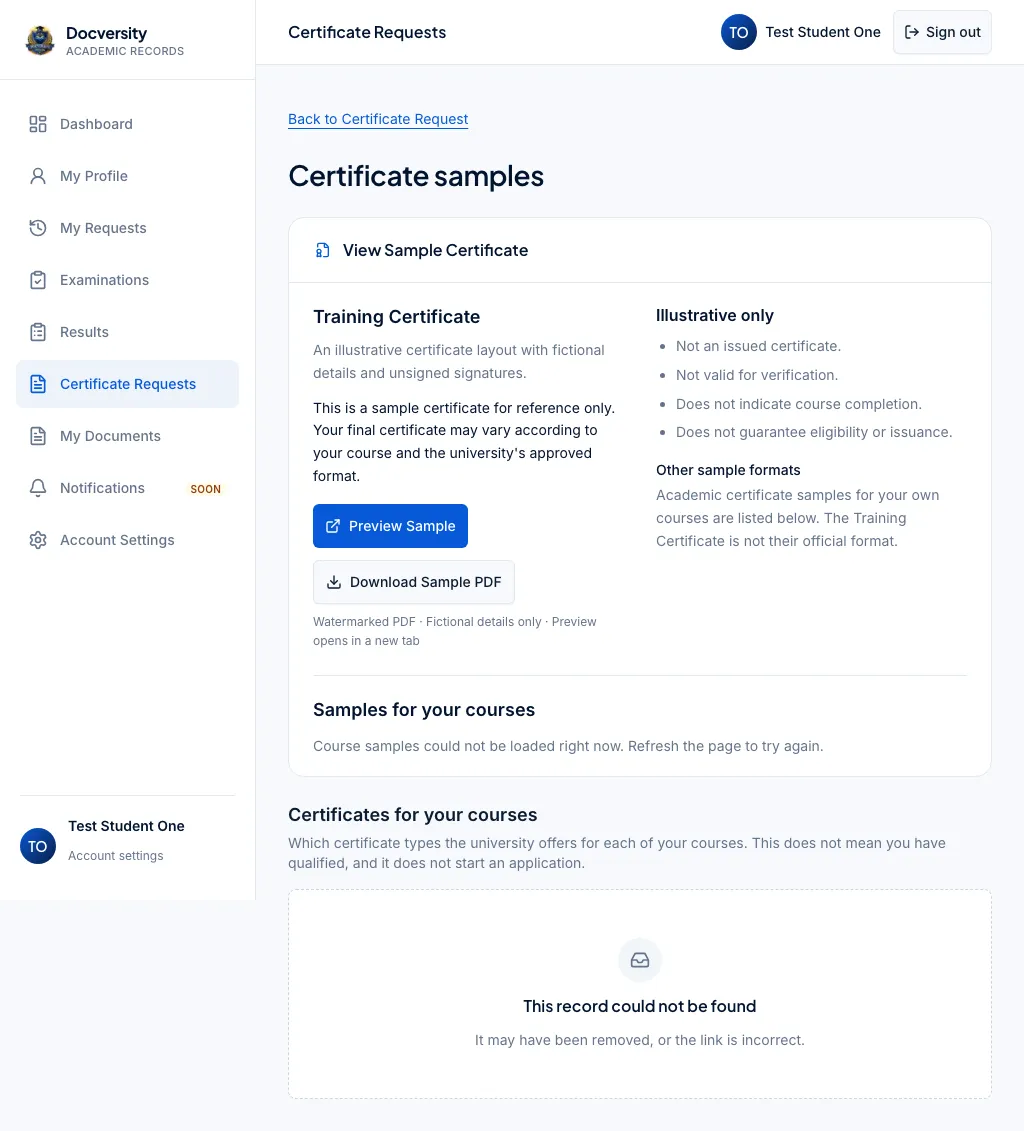 Docversity
ACADEMIC RECORDS
Dashboard
My Profile
My Requests
Examinations
Results
Certificate Requests
My Documents
Notifications
SOON
Account Settings
TO
Test Student One
Account settings
Certificate Requests
TO
Test Student One
Sign out
Back to Certificate Request
Certificate samples
View Sample Certificate
Training Certificate
An illustrative certificate layout with fictional
details and unsigned signatures.
This is a sample certificate for reference only.
Your final certificate may vary according to
your course and the university's approved
format.
Preview Sample
Download Sample PDF
Watermarked PDF · Fictional details only · Preview
opens in a new tab
Illustrative only
• Not an issued certificate.
• Not valid for verification.
• Does not indicate course completion.
• Does not guarantee eligibility or issuance.
Other sample formats
Academic certificate samples for your own
courses are listed below. The Training
Certificate is not their official format.
Samples for your courses
Course samples could not be loaded right now. Refresh the page to try again.
Certificates for your courses
Which certificate types the university offers for each of your courses. This does not mean you have
qualified, and it does not start an application.
This record could not be found
It may have been removed, or the link is incorrect.